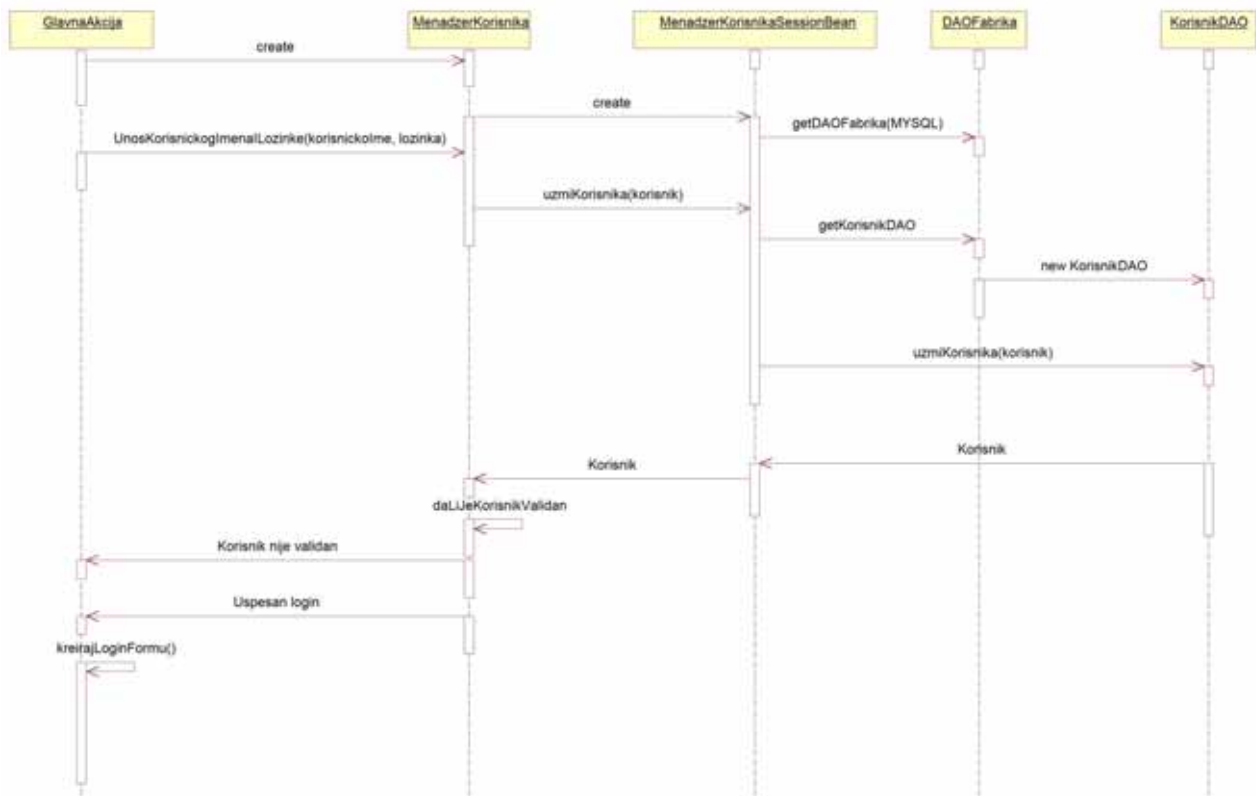 GlavnaAkcija
MenadzerKorisnika
MenadzerKorisnikaSessionBean
DAOFabrika
KorisnikDAO
create
create
getDAOFabrika(MYSQL)
UnosKorisnickogImenaILozinke(korisnickoIme, lozinka)
uzmiKorisnika(korisnik)
getKorisnikDAO
new KorisnikDAO
uzmiKorisnika(korisnik)
Korisnik
Korisnik
daLiJeKorisnikValidan
Korisnik nije validan
Uspesan login
kreirajLoginFormu()